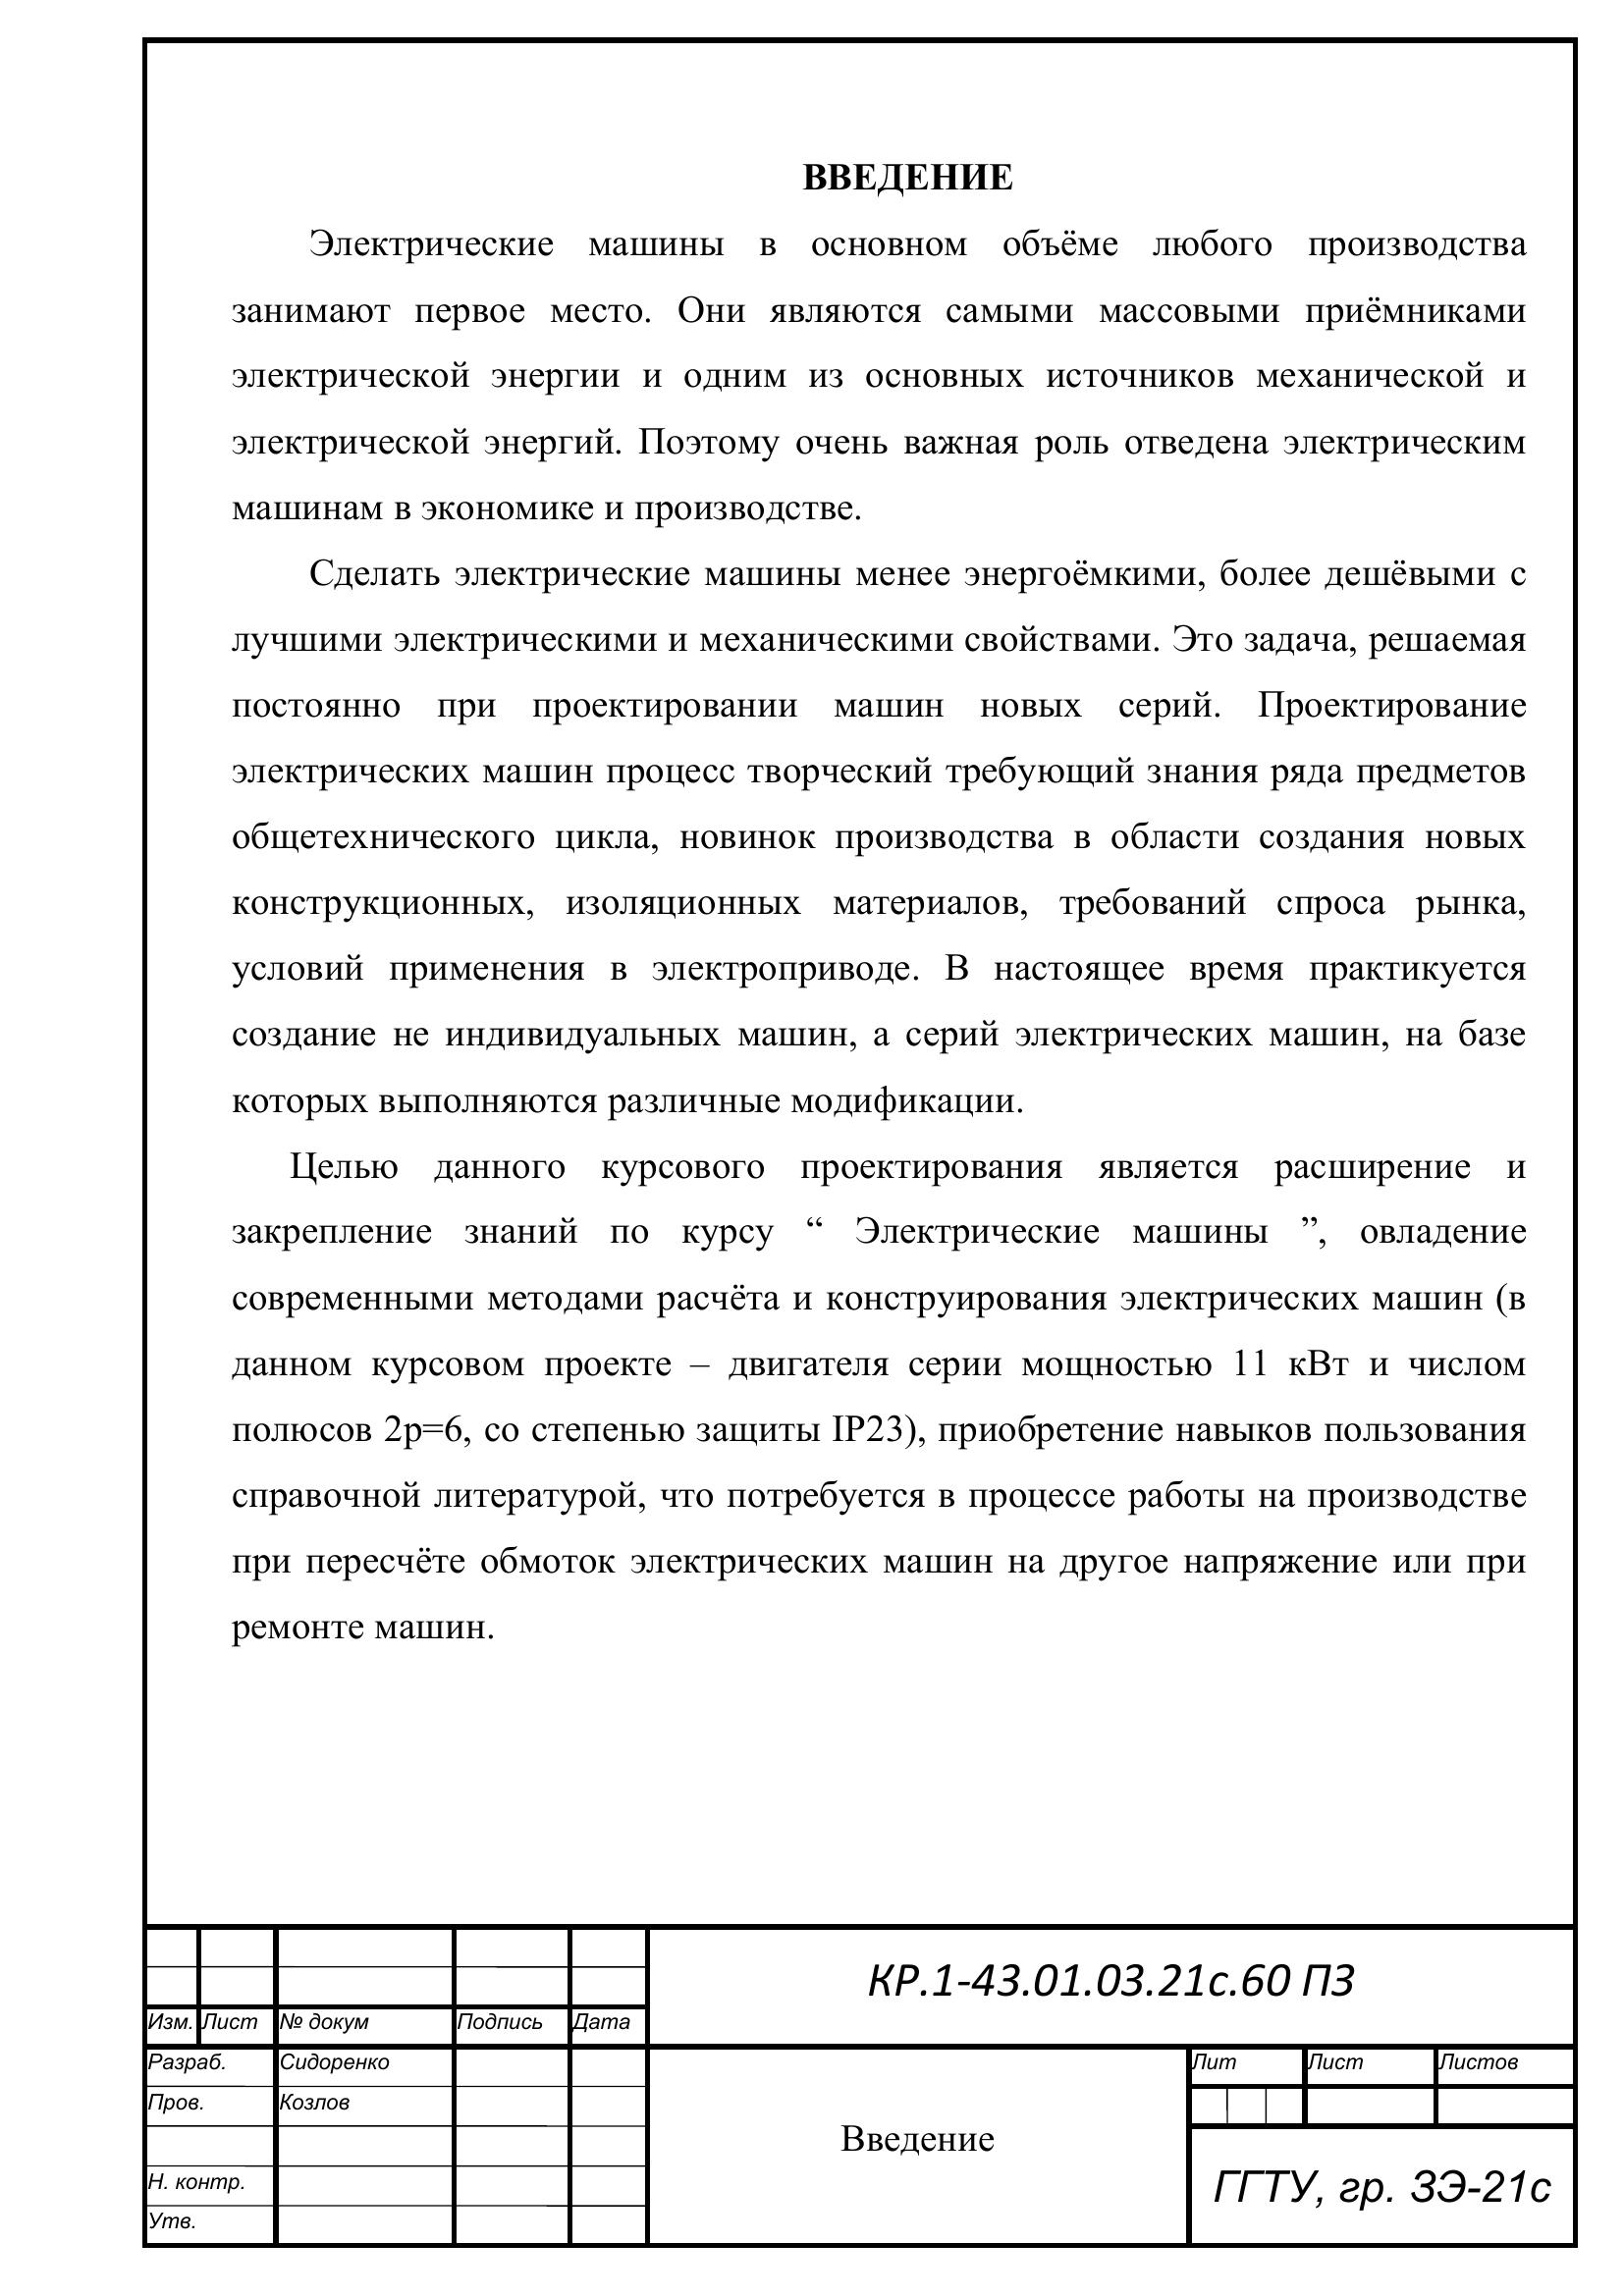 ВВЕДЕНИЕ
Электрические машины в основном объёме любого производства
занимают первое место. Они являются самыми массовыми приёмниками
электрической энергии и одним из основных источников механической и
электрической энергий. Поэтому очень важная роль отведена электрическим
машинам в экономике и производстве.
Сделать электрические машины менее энергоёмкими, более дешёвыми с
лучшими электрическими и механическими свойствами. Это задача, решаемая
постоянно при проектировании машин новых серий. Проектирование
электрических машин процесс творческий требующий знания ряда предметов
общетехнического цикла, новинок производства в области создания новых
конструкционных, изоляционных материалов, требований спроса рынка,
условий применения в электроприводе. В настоящее время практикуется
создание не индивидуальных машин, а серий электрических машин, на базе
которых выполняются различные модификации.
Целью данного курсового проектирования является расширение и
закрепление знаний по курсу “ Электрические машины ”, овладение
современными методами расчёта и конструирования электрических машин (в
данном курсовом проекте – двигателя серии мощностью 11 кВт и числом
полюсов 2р=6, со степенью защиты IP23), приобретение навыков пользования
справочной литературой, что потребуется в процессе работы на производстве
при пересчёте обмоток электрических машин на другое напряжение или при
ремонте машин.
КР.1-43.01.03.21с.60 ПЗ
Изм. Лист № докум Подпись Дата
Разраб. Сидоренко
Пров. Козлов
Н. контр.
Утв.
Введение
Лит Лист Листов
ГГТУ, гр. ЗЭ-21с